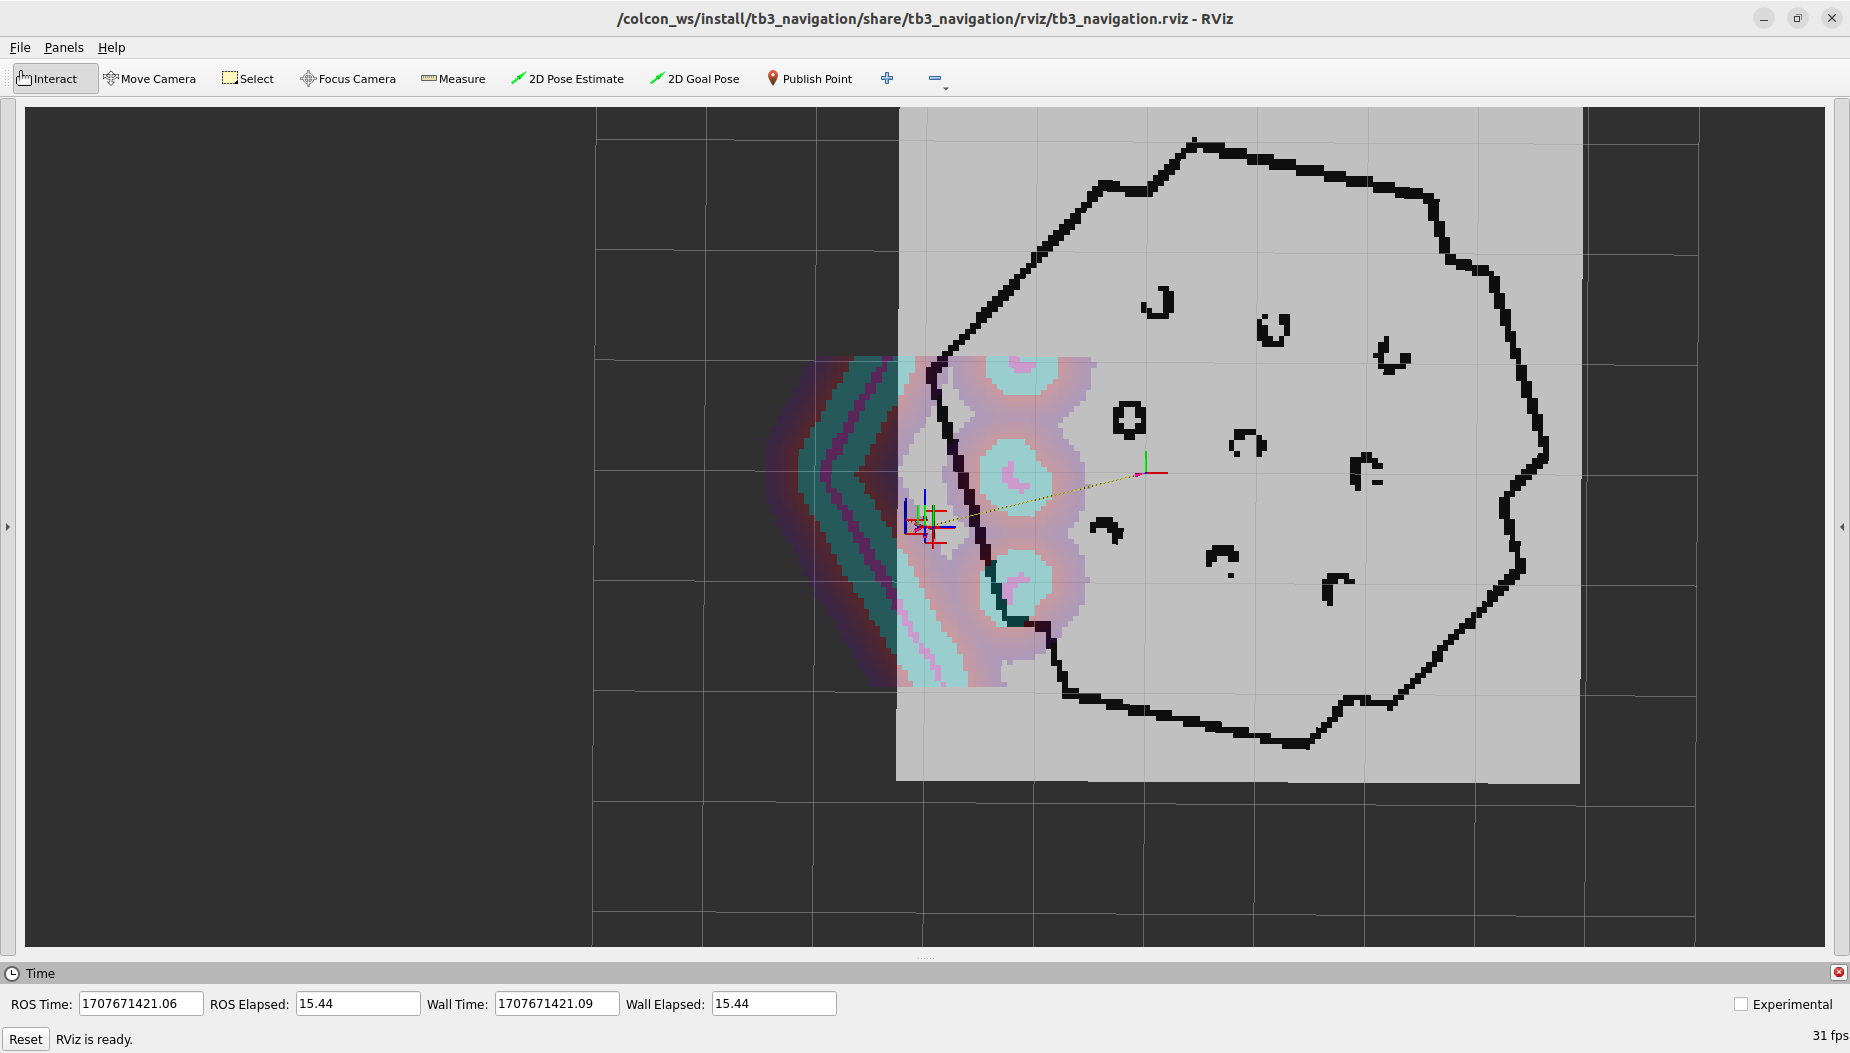 /colcon_ws/install/tb3_navigation/share/tb3_navigation/rviz/tb3_navigation.rviz - RViz
File Panels Help
Interact Move Camera Select Focus Camera Measure 2D Pose Estimate 2D Goal Pose Publish Point
Time
ROS Time: 1707671421.06 ROS Elapsed: 15.44 Wall Time: 1707671421.09 Wall Elapsed: 15.44 Experimental
Reset RViz is ready. 31 fps